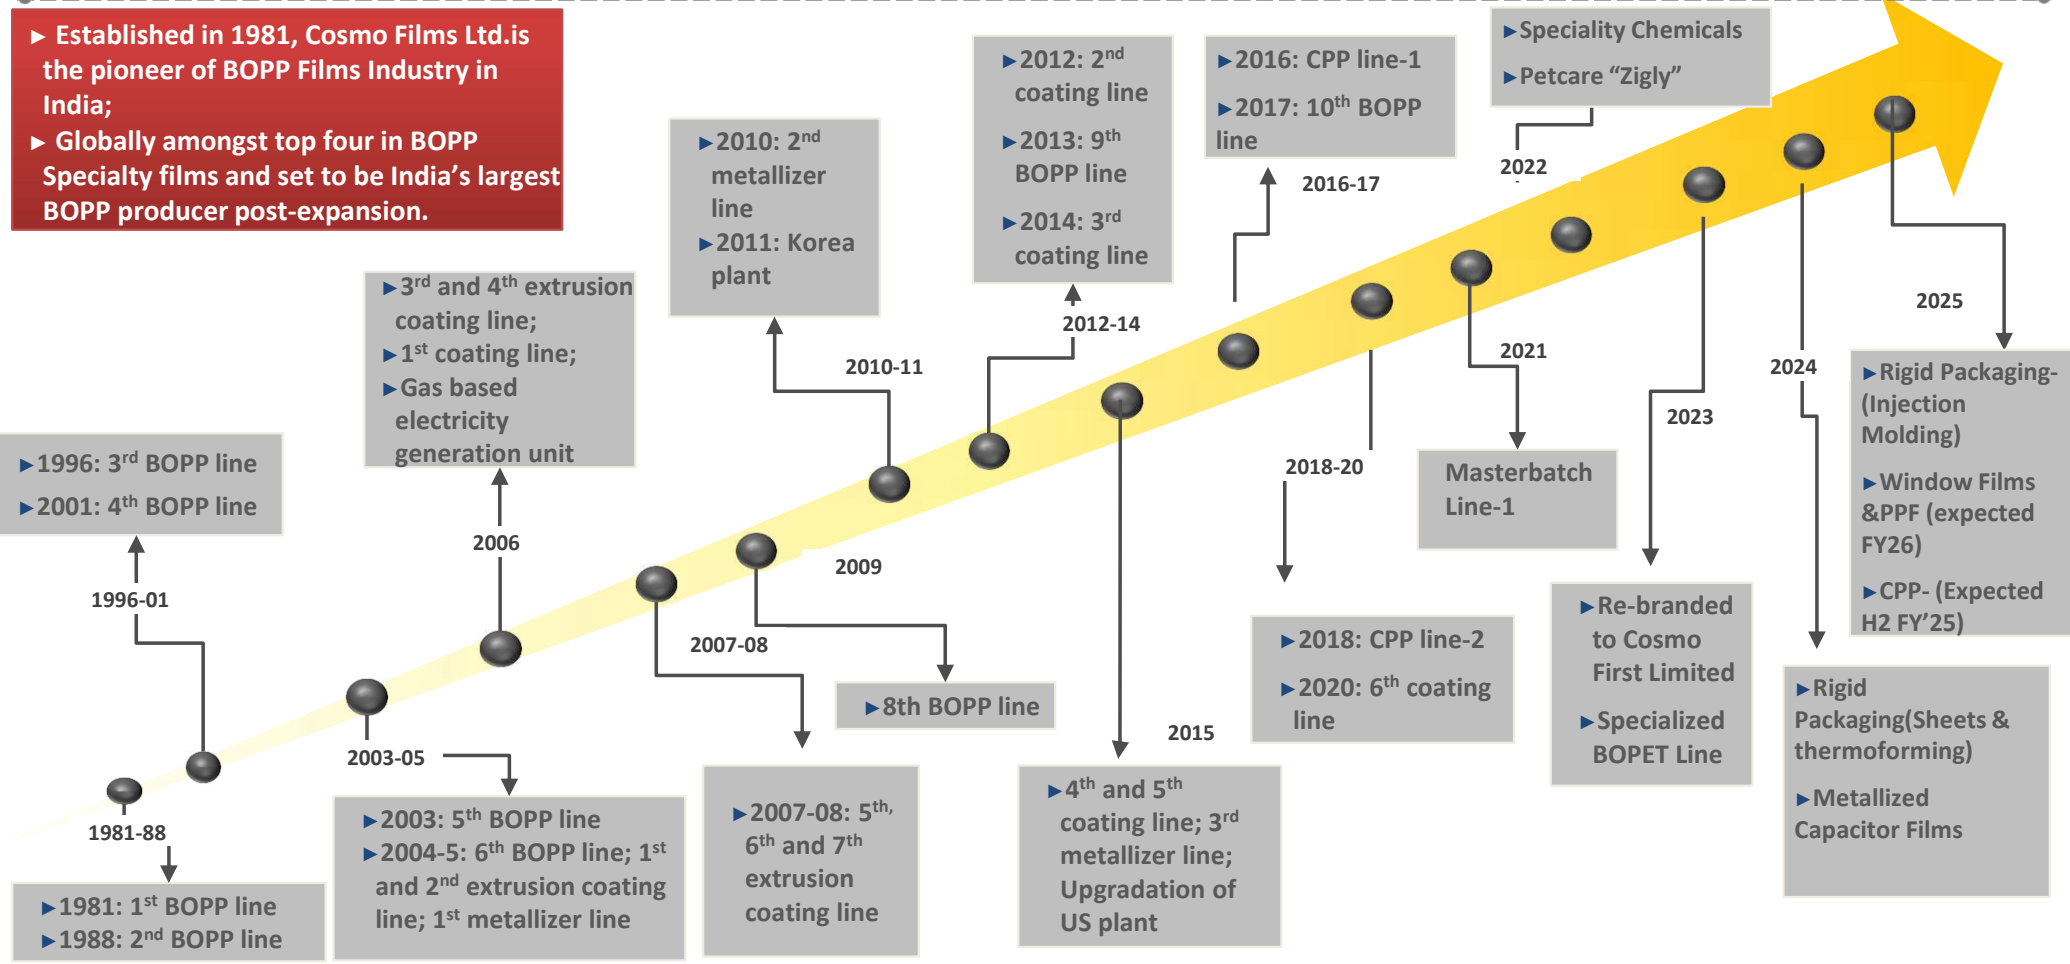 ► Established in 1981, Cosmo Films Ltd.is
the pioneer of BOPP Films Industry in
India;
► Globally amongst top four in BOPP
Specialty films and set to be India’s largest
BOPP producer post-expansion.
►1996: 3rd BOPP line
►2001: 4th BOPP line
1996-01
1981-88
►1981: 1st BOPP line
►1988: 2nd BOPP line
►3rd and 4th extrusion
coating line;
►1st coating line;
►Gas based
electricity
generation unit
2006
2003-05
►2003: 5th BOPP line
►2004-5: 6th BOPP line; 1st
and 2nd extrusion coating
line; 1st metallizer line
►2010: 2nd
metallizer
line
►2011: Korea
plant
2010-11
2009
2007-08
►8th BOPP line
►2007-08: 5th,
6th and 7th
extrusion
coating line
►2012: 2nd
coating line
►2013: 9th
BOPP line
►2014: 3rd
coating line
2012-14
2015
►4th and 5th
coating line; 3rd
metallizer line;
Upgradation of
US plant
►2016: CPP line-1
►2017: 10th BOPP
line
2016-17
2018-20
►2018: CPP line-2
►2020: 6th coating
line
►Speciality Chemicals
►Petcare “Zigly”
2022
2021
Masterbatch
Line-1
2023
►Re-branded
to Cosmo
First Limited
►Specialized
BOPET Line
2024
►Rigid
Packaging(Sheets &
thermoforming)
►Metallized
Capacitor Films
2025
►Rigid Packaging-
(Injection
Molding)
►Window Films
&PPF (expected
FY26)
►CPP- (Expected
H2 FY’25)